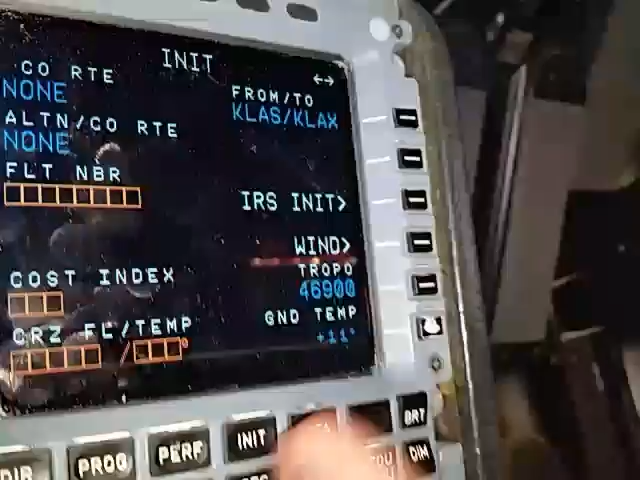 INIT
↔
CO RTE
FROM/TO
NONE
KLAS/KLAX
ALTN/CO RTE
NONE
FLT NBR
IRS INIT>
WIND>
COST INDEX
TROPO
46900
CRZ FL/TEMP
GND TEMP
/ °
+11°
DIR
PROG
PERF
INIT
BRT
DIM